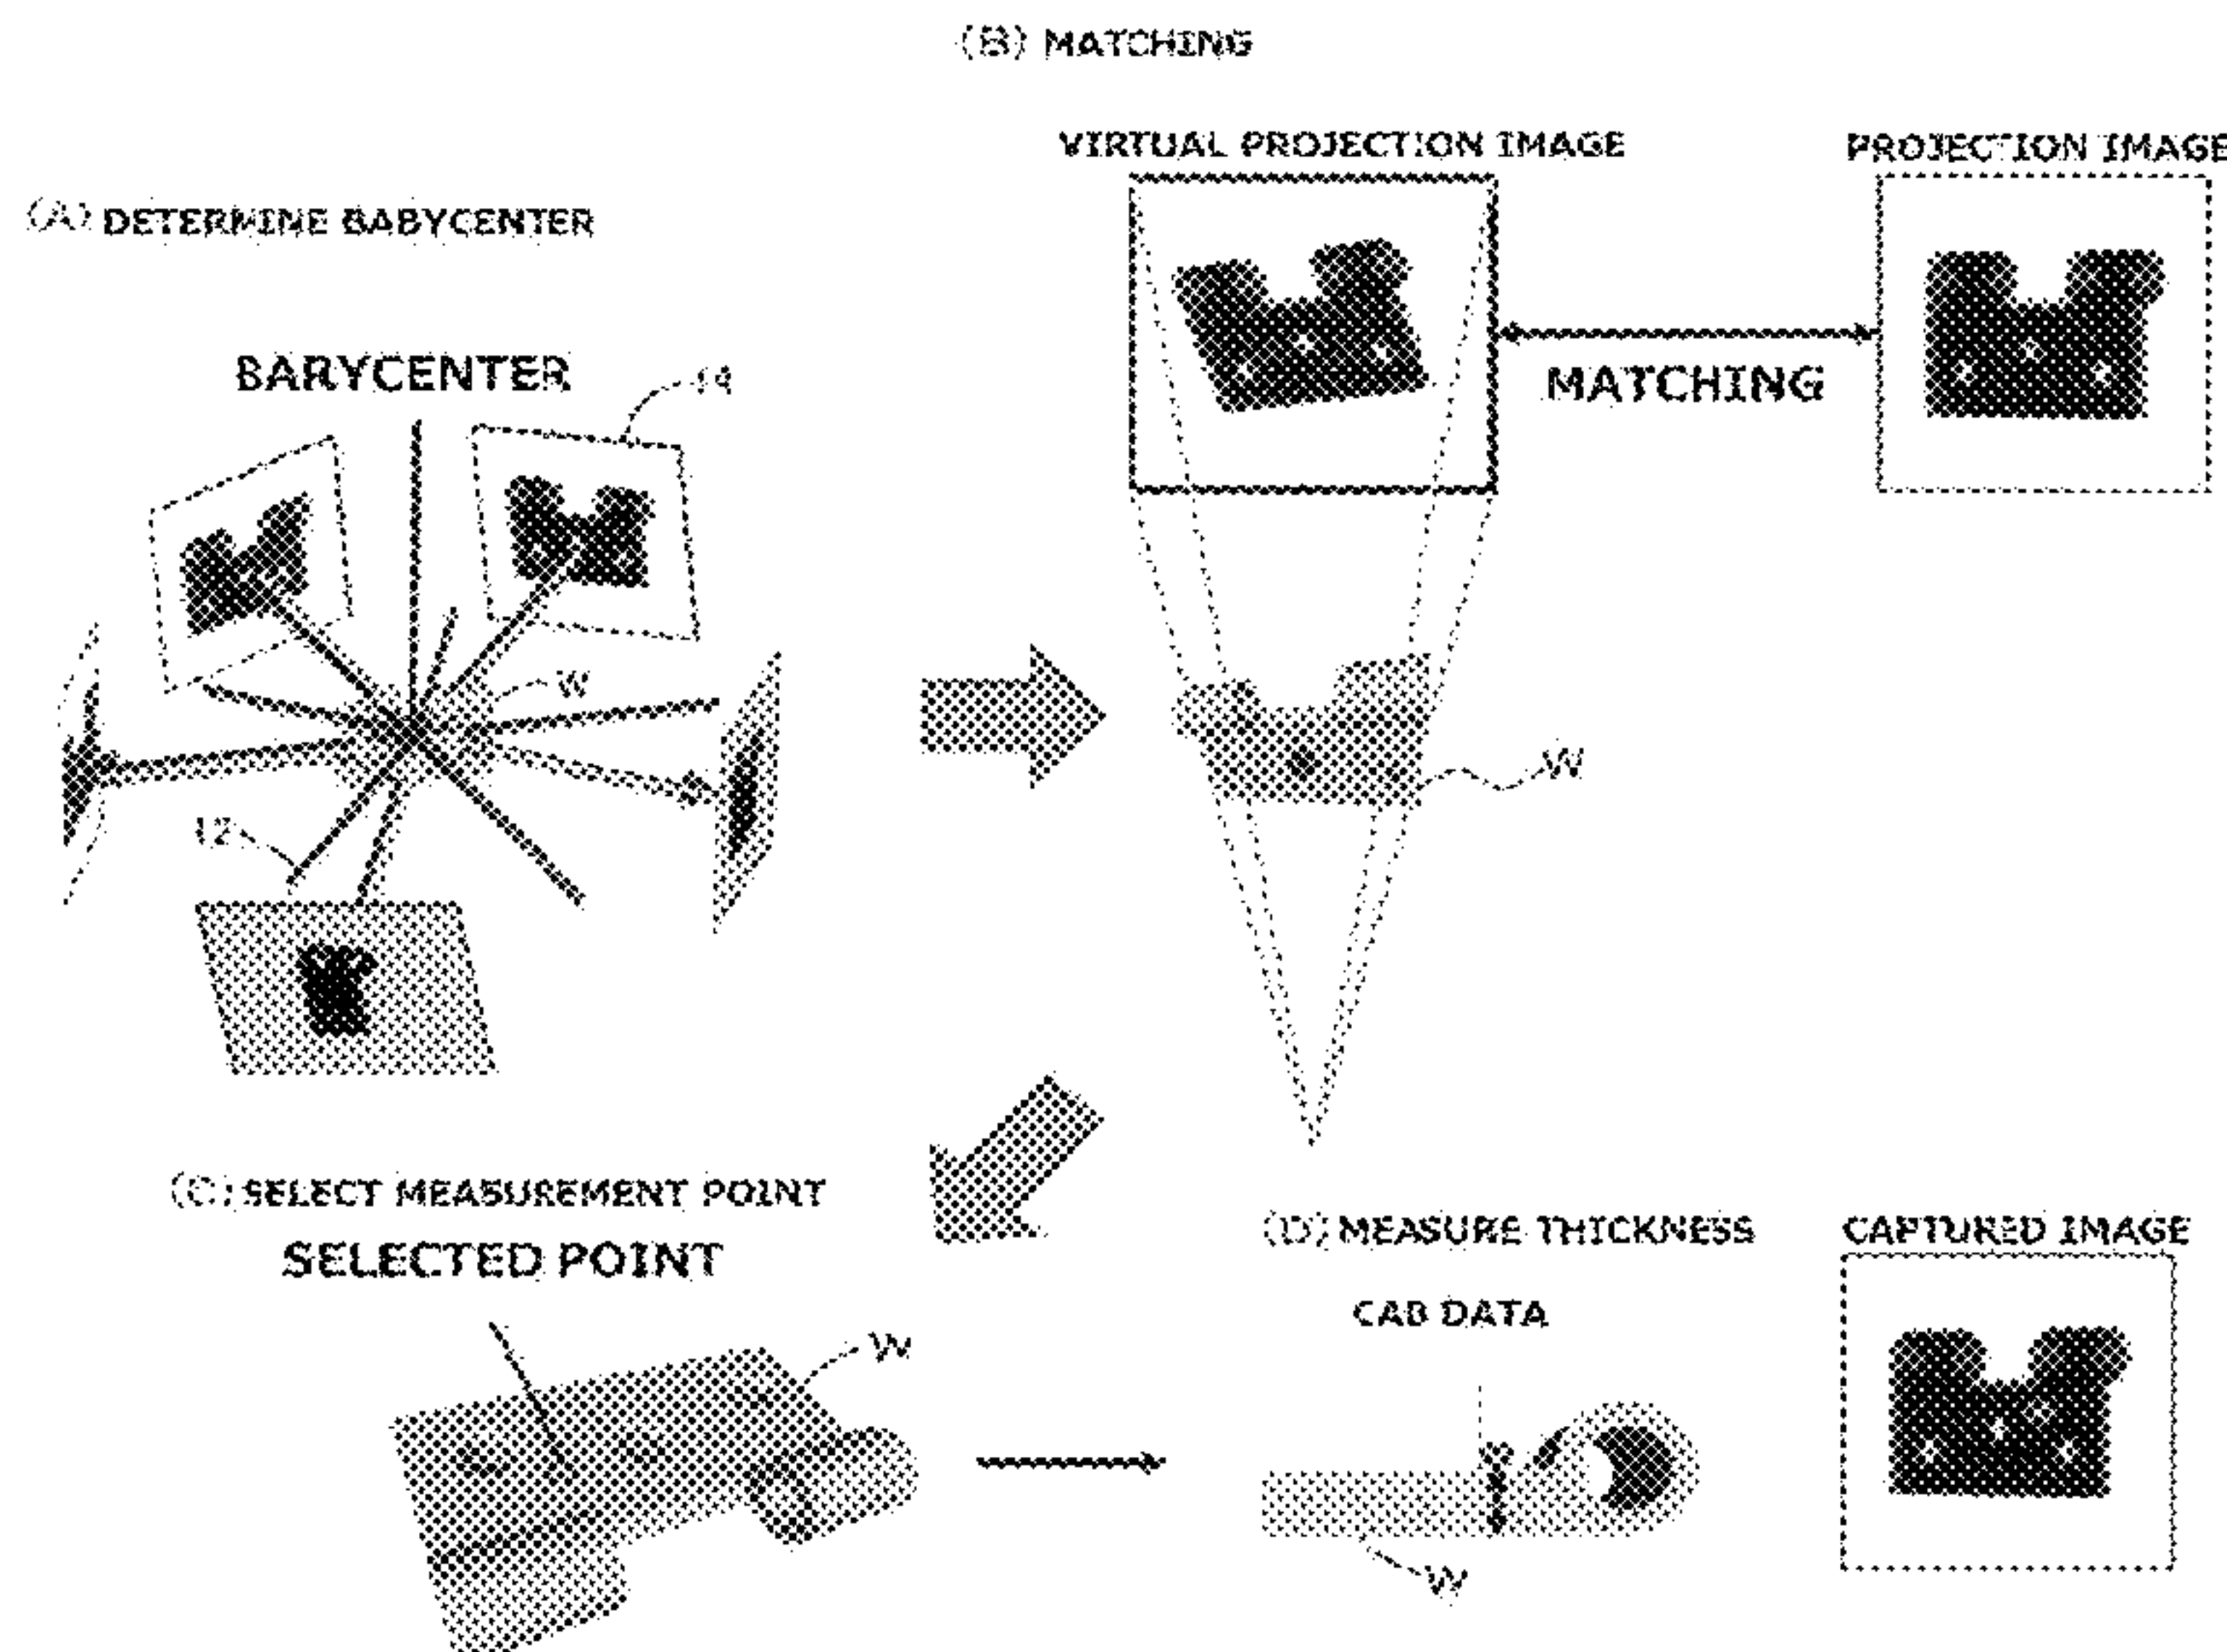 (B) MATCHING
VIRTUAL PROJECTION IMAGE
PROJECTION IMAGE
(A) DETERMINE BABYCENTER
BARYCENTER
14
MATCHING
W
W
12
(C) SELECT MEASUREMENT POINT
SELECTED POINT
(D) MEASURE THICKNESS
CAPTURED IMAGE
CAB DATA
W
W